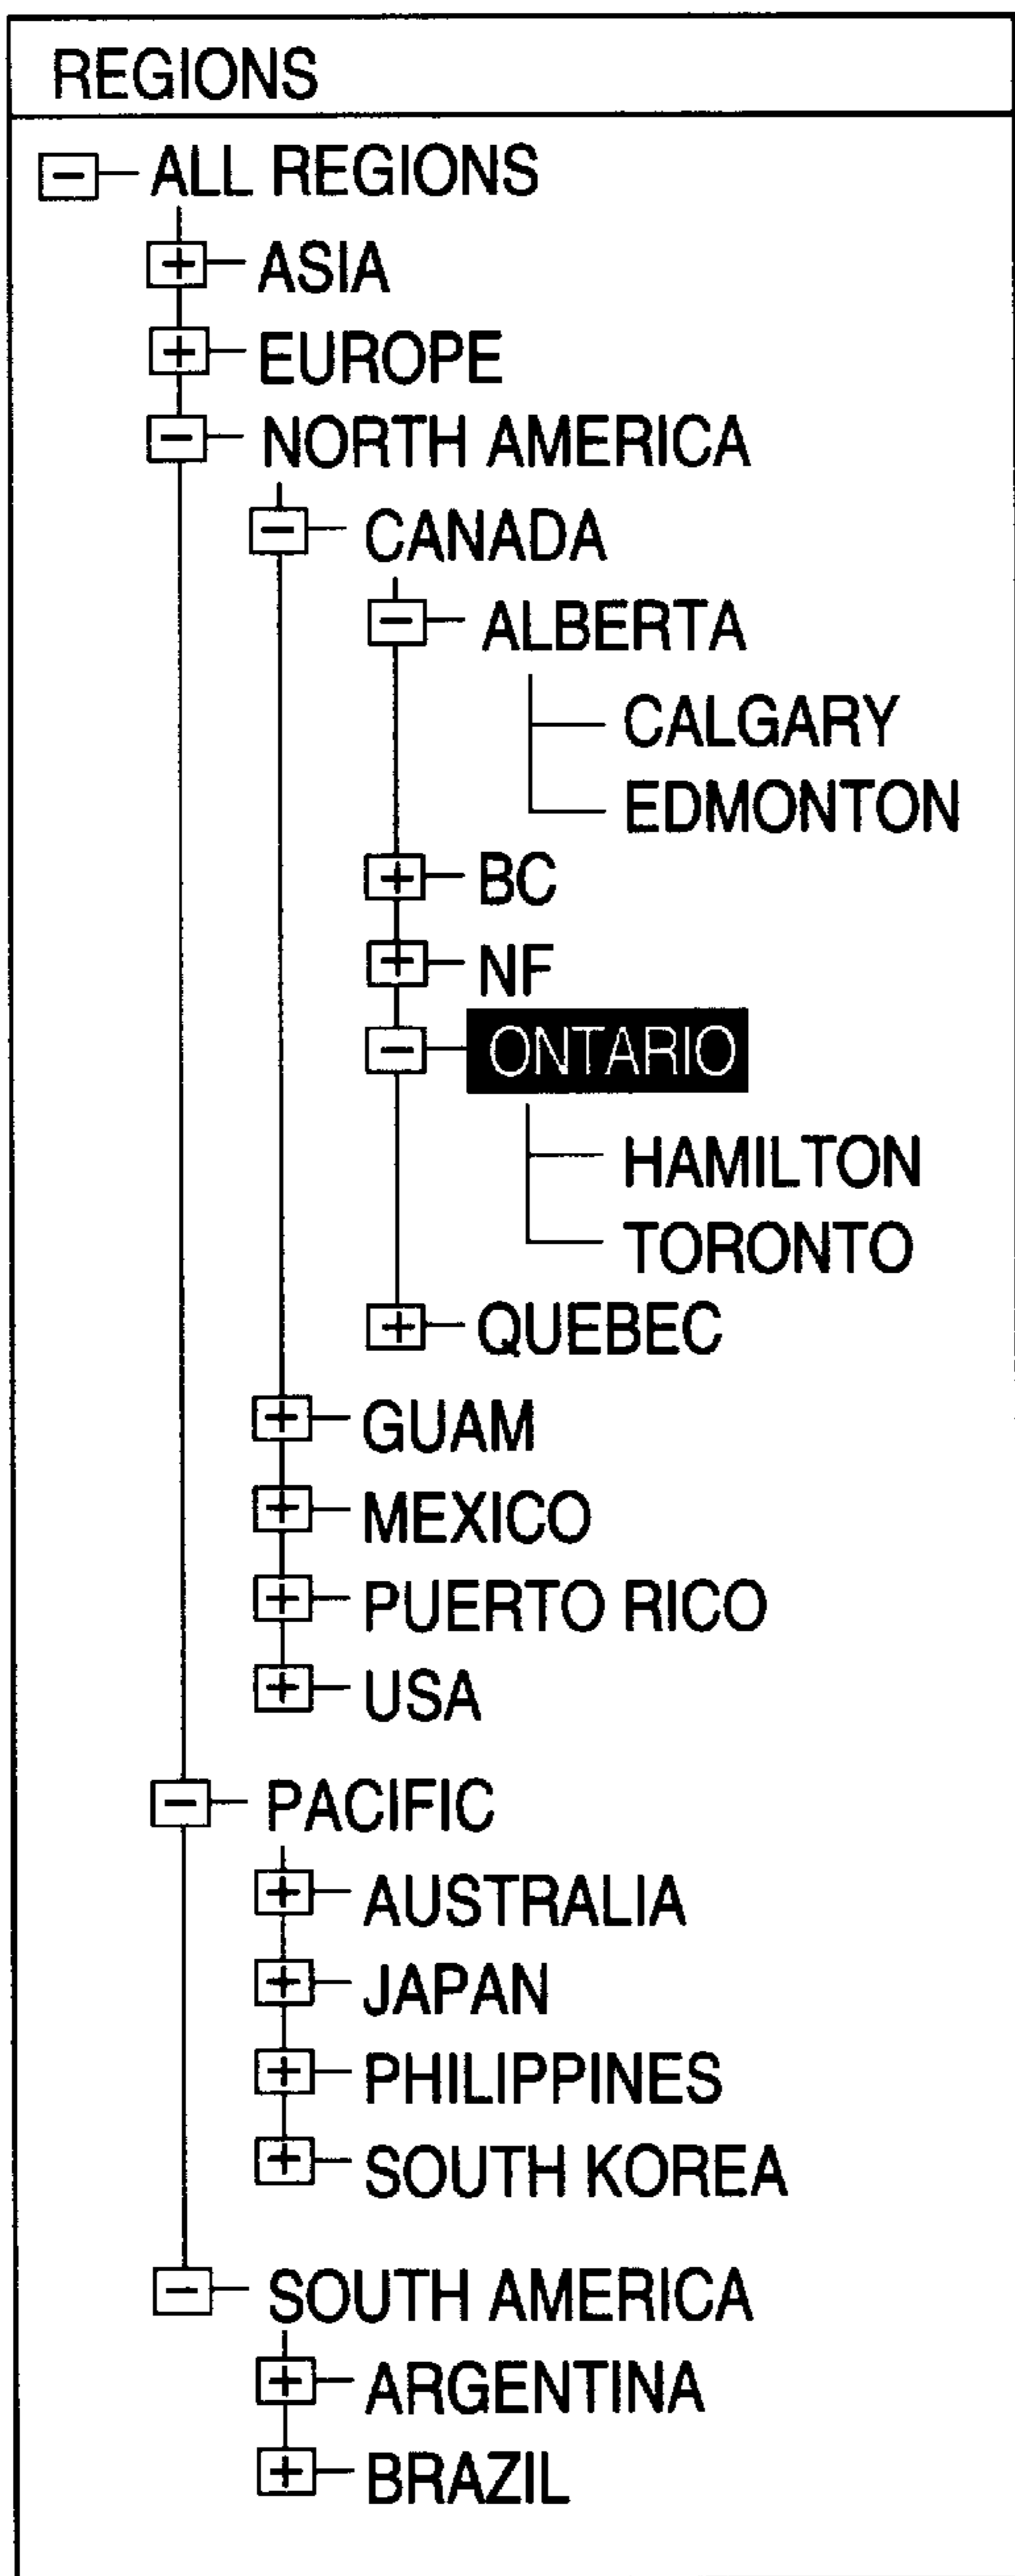 REGIONS
ALL REGIONS
ASIA
EUROPE
NORTH AMERICA
CANADA
ALBERTA
CALGARY
EDMONTON
BC
NF
ONTARIO
HAMILTON
TORONTO
QUEBEC
GUAM
MEXICO
PUERTO RICO
USA
PACIFIC
AUSTRALIA
JAPAN
PHILIPPINES
SOUTH KOREA
SOUTH AMERICA
ARGENTINA
BRAZIL